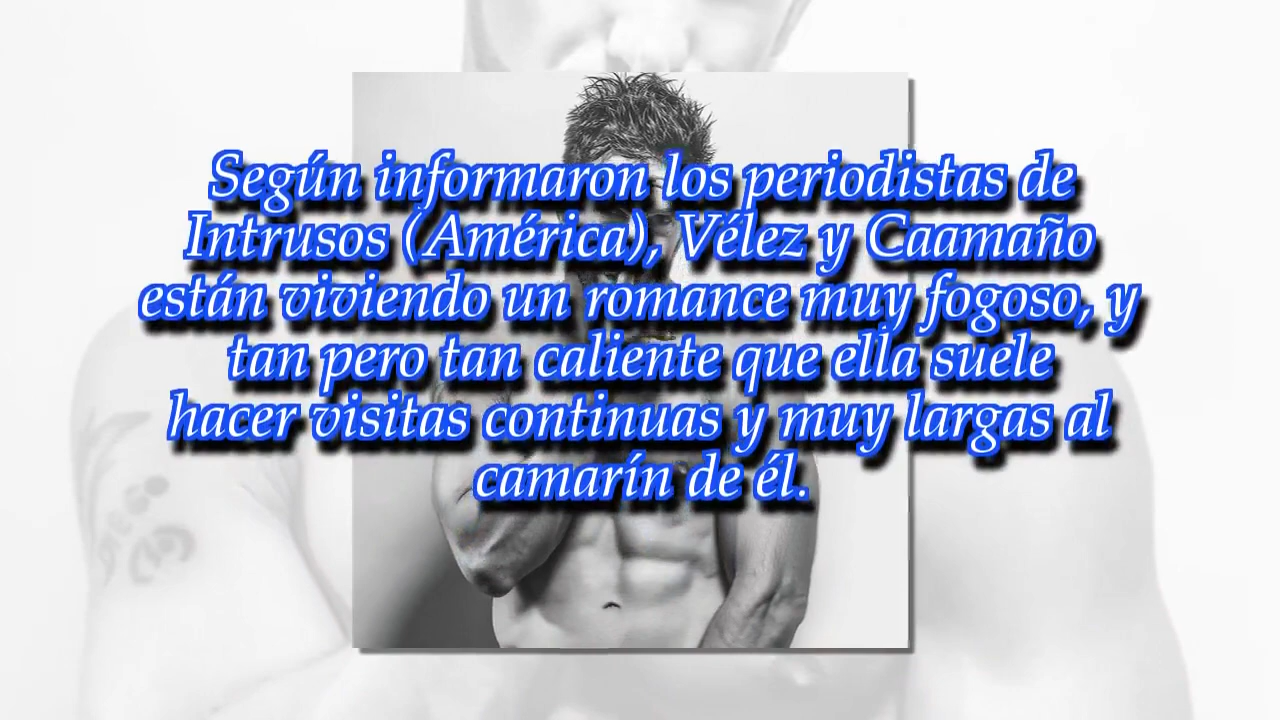 Según informaron los periodistas de
Intrusos (América), Vélez y Caamaño
están viviendo un romance muy fogoso, y
tan pero tan caliente que ella suele
hacer visitas continuas y muy largas al
camarín de él.